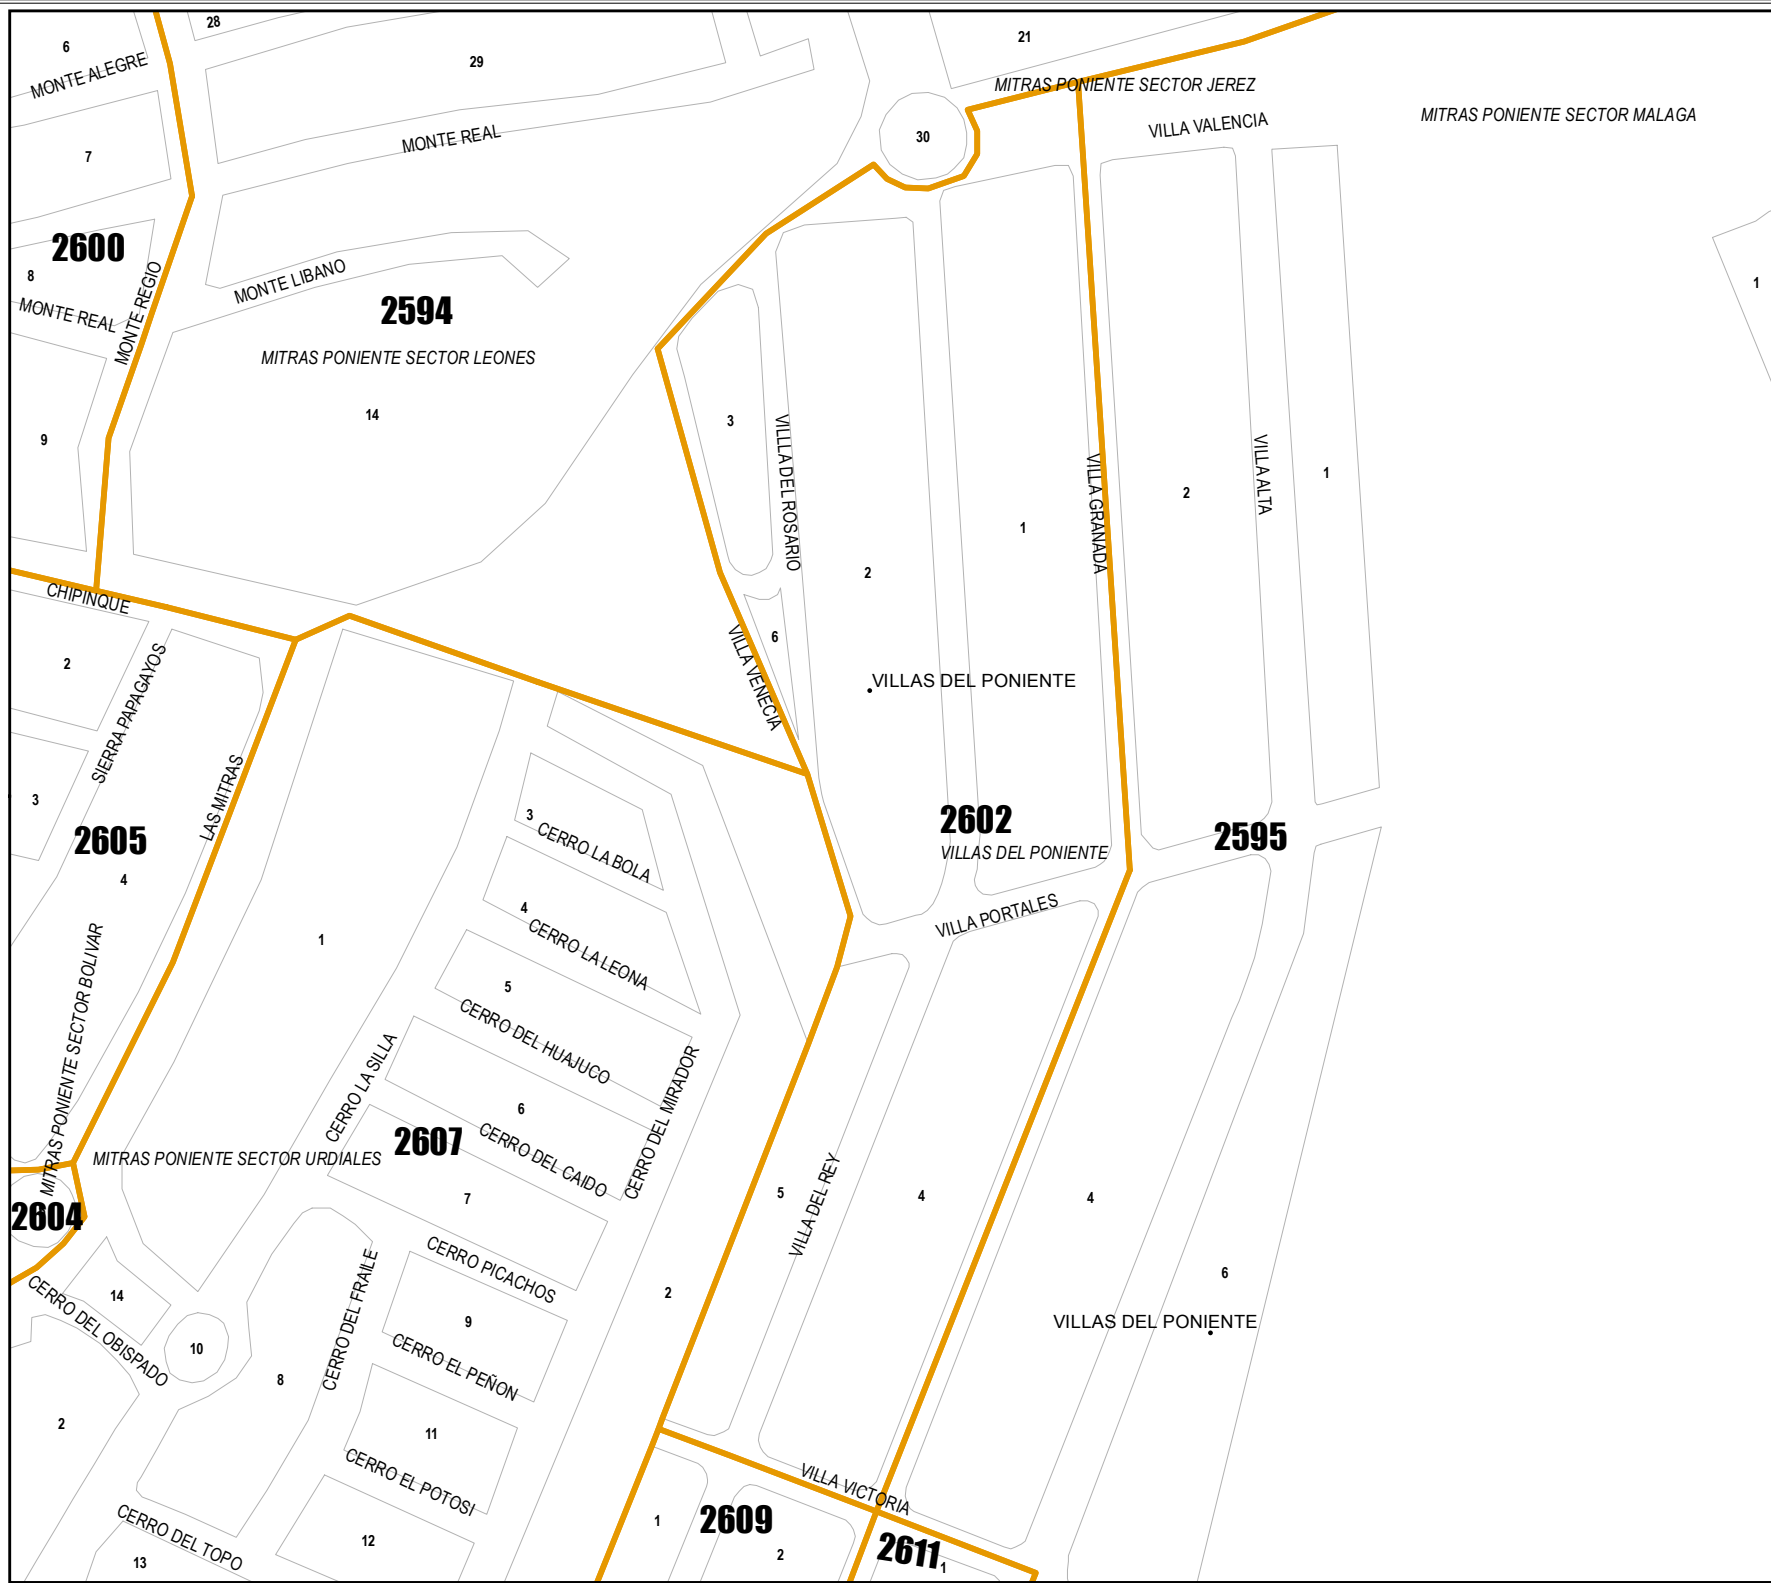 28
6
MONTE ALEGRE
29
21
MITRAS PONIENTE SECTOR JEREZ
MITRAS PONIENTE SECTOR MALAGA
VILLA VALENCIA
30
MONTE REAL
7
2600
8
MONTE REAL
MONTE REGIO
MONTE LIBANO
2594
MITRAS PONIENTE SECTOR LEONES
14
9
1
3
VILLLA DEL ROSARIO
2
1
VILLA GRANADA
2
VILLA ALTA
1
CHIPINQUE
2
SIERRA PAPAGAYOS
3
LAS MITRAS
2605
4
6
VILLA VENECIA
VILLAS DEL PONIENTE
3
CERRO LA BOLA
2602
VILLAS DEL PONIENTE
2595
4
CERRO LA LEONA
VILLA PORTALES
1
MITRAS PONIENTE SECTOR BOLIVAR
5
CERRO DEL HUAJUCO
CERRO LA SILLA
6
CERRO DEL CAIDO
CERRO DEL MIRADOR
2607
MITRAS PONIENTE SECTOR URDIALES
7
5
VILLA DEL REY
4
4
2604
CERRO PICACHOS
CERRO DEL FRAILE
6
14
CERRO DEL OBISPADO
2
9
VILLAS DEL PONIENTE
10
CERRO EL PEÑON
8
2
11
CERRO EL POTOSI
VILLA VICTORIA
CERRO DEL TOPO
12
13
1
2609
2
2611
1